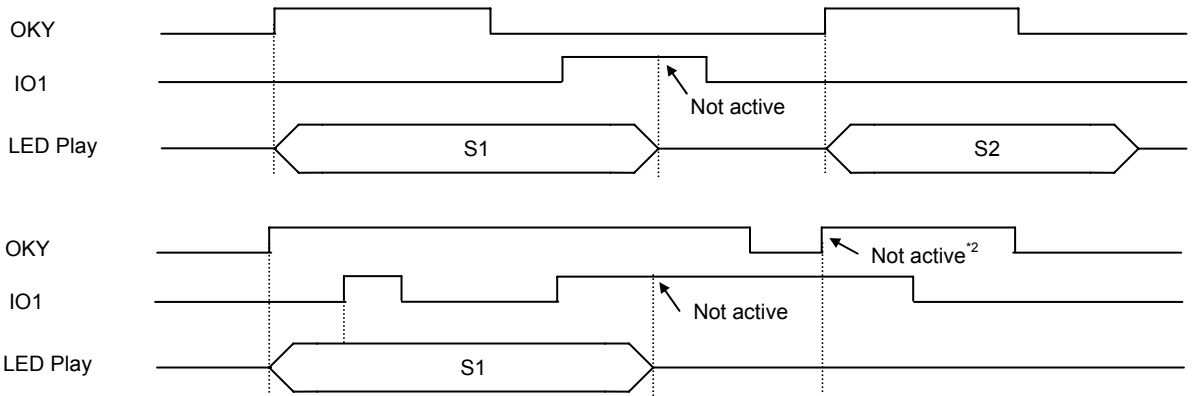 OKY
IO1
Not active
LED Play S1 S2
OKY
Not active*2
IO1
Not active
LED Play S1